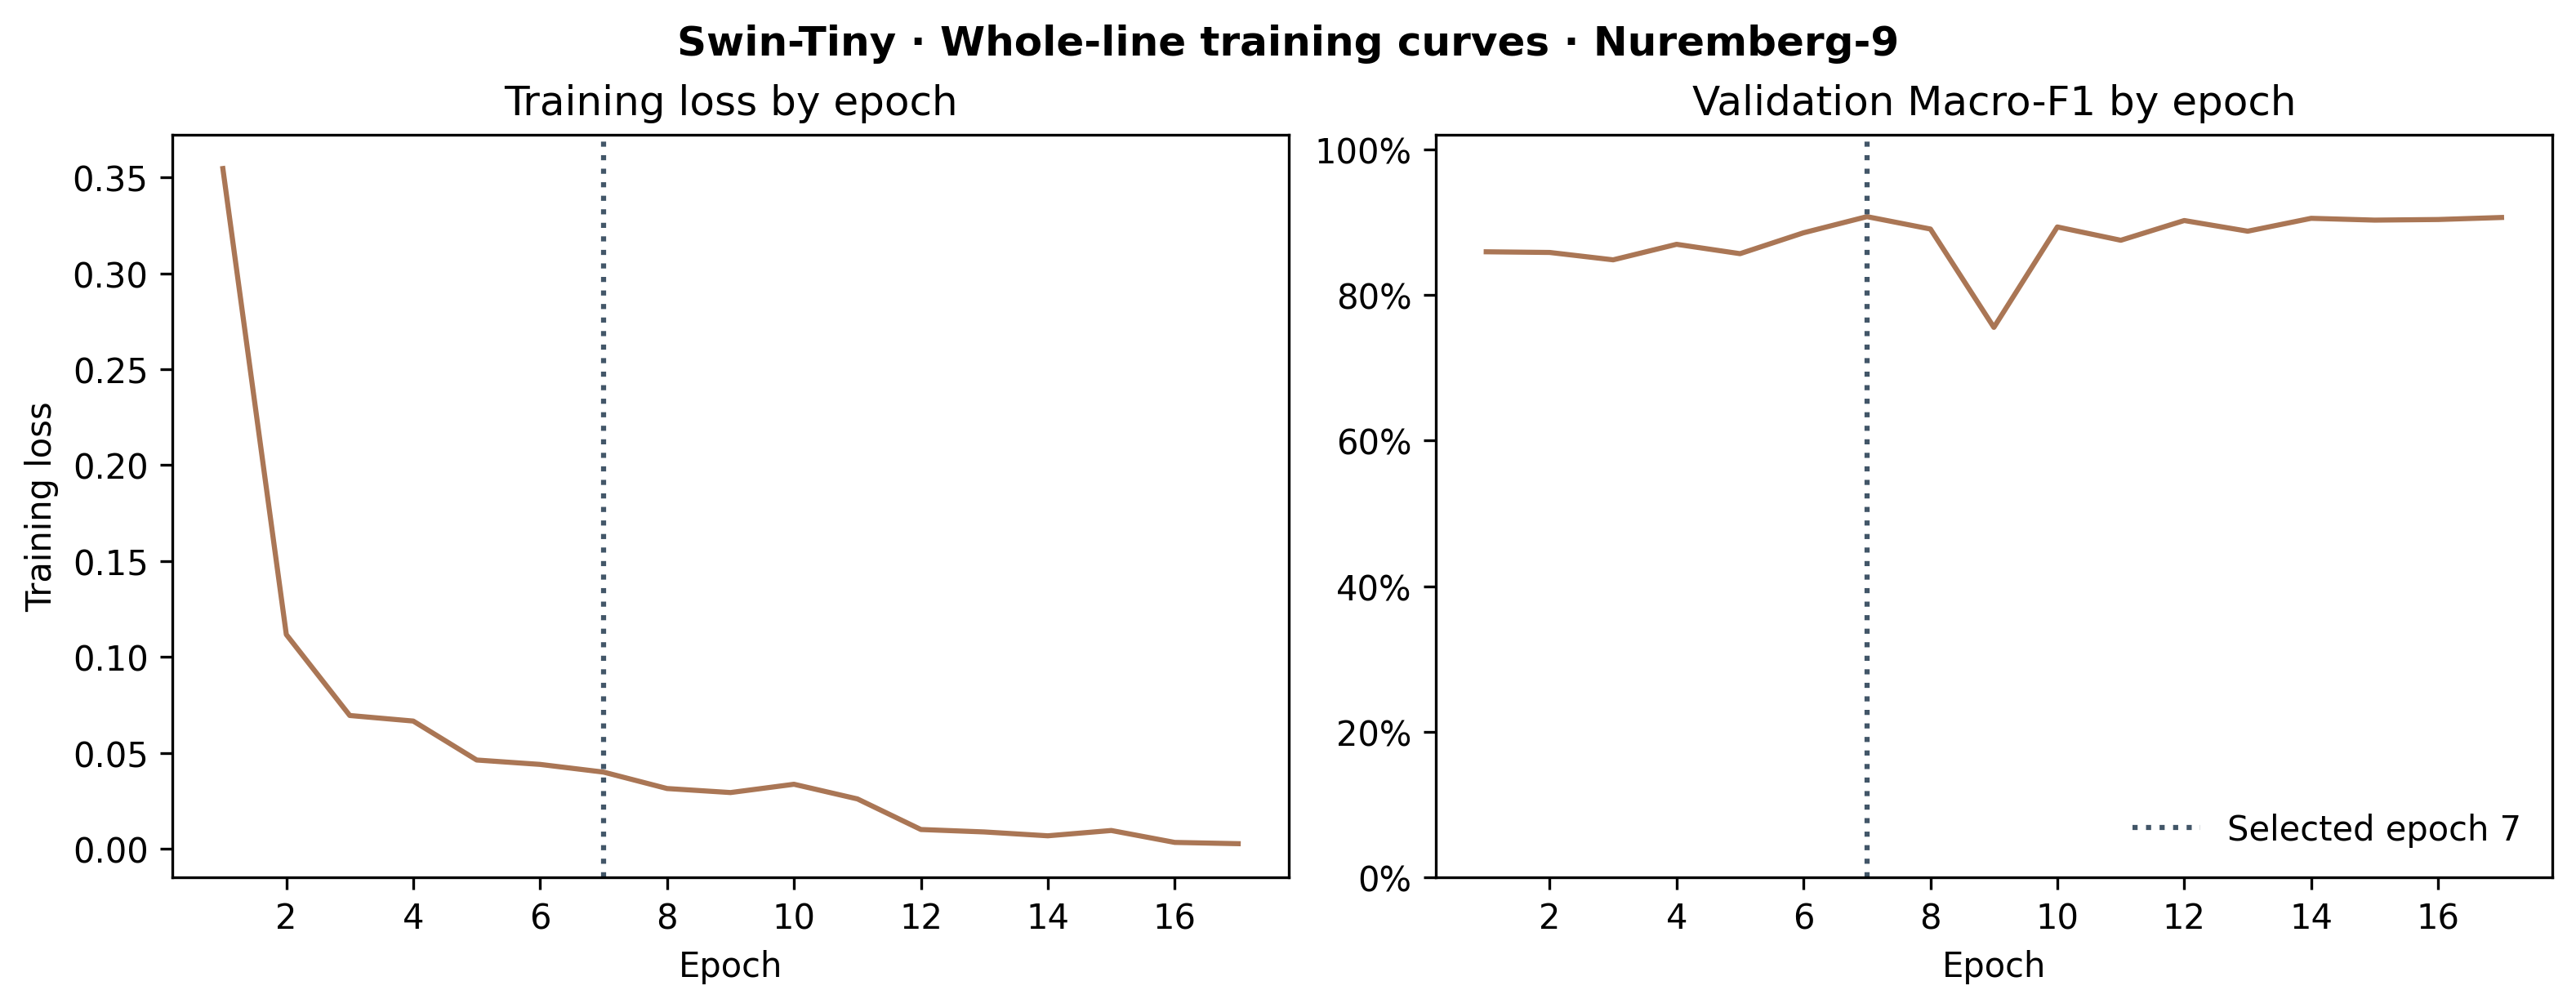 Swin-Tiny · Whole-line training curves · Nuremberg-9
Training loss by epoch
Training loss
0.35
0.30
0.25
0.20
0.15
0.10
0.05
0.00
2 4 6 8 10 12 14 16
Epoch
Validation Macro-F1 by epoch
100%
80%
60%
40%
20%
0%
Selected epoch 7
2 4 6 8 10 12 14 16
Epoch